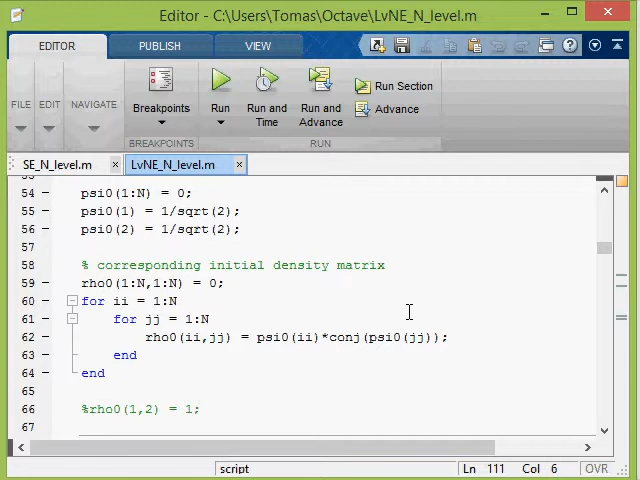 Editor - C:\Users\Tomas\Octave\LvNE_N_level.m
EDITOR PUBLISH VIEW
FILE EDIT NAVIGATE Breakpoints Run Run and Time Run and Advance Run Section Advance
BREAKPOINTS RUN
SE_N_level.m × LvNE_N_level.m ×
54 – psi0(1:N) = 0;
55 – psi0(1) = 1/sqrt(2);
56 – psi0(2) = 1/sqrt(2);
57
58 % corresponding initial density matrix
59 – rho0(1:N,1:N) = 0;
60 – for ii = 1:N
61 – for jj = 1:N
62 – rho0(ii,jj) = psi0(ii)*conj(psi0(jj));
63 – end
64 – end
65
66 %rho0(1,2) = 1;
67
script Ln 111 Col 6 OVR